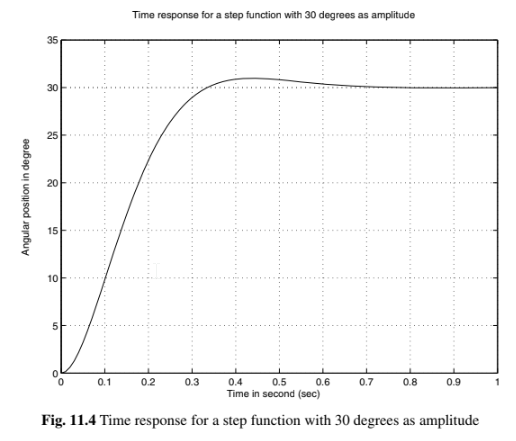 Time response for a step function with 30 degrees as amplitude
35
30
25
20
15
10
5
0
Angular position in degree
0 0.1 0.2 0.3 0.4 0.5 0.6 0.7 0.8 0.9 1
Time in second (sec)
Fig. 11.4 Time response for a step function with 30 degrees as amplitude